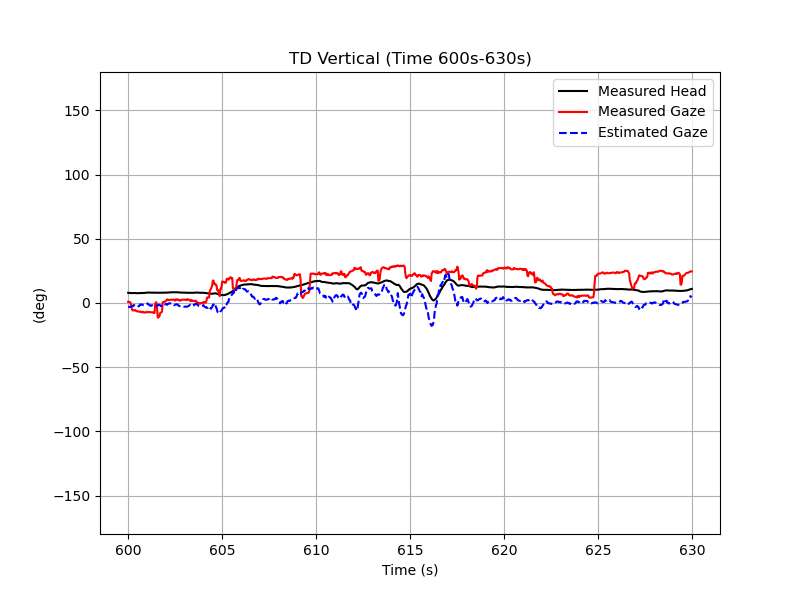 TD Vertical (Time 600s-630s)
Measured Head
Measured Gaze
Estimated Gaze
150
100
50
0
−50
−100
−150
(deg)
600 605 610 615 620 625 630
Time (s)